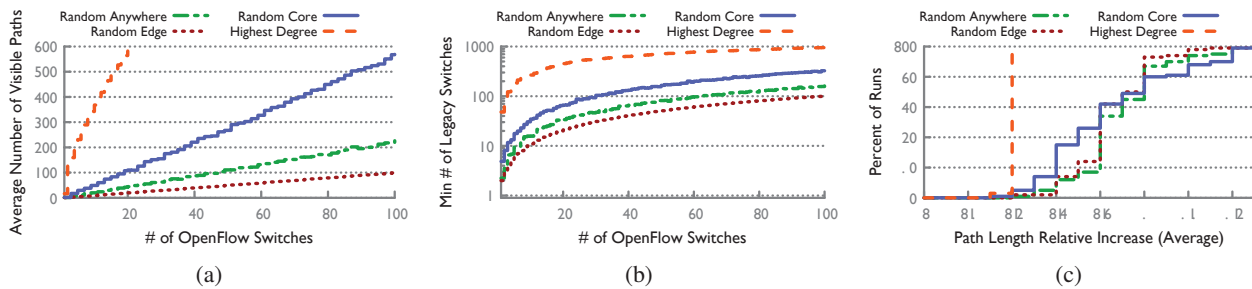 Random Anywhere
Random Edge
Random Core
Highest Degree
Average Number of Visible Paths
600
500
400
300
200
100
0
20
40
60
80
100
# of OpenFlow Switches
(a)
Random Anywhere
Random Edge
Random Core
Highest Degree
Min # of Legacy Switches
1000
100
10
1
20
40
60
80
100
# of OpenFlow Switches
(b)
Random Anywhere
Random Edge
Random Core
Highest Degree
Percent of Runs
800
80
60
40
20
Path Length Relative Increase (Average)
(c)